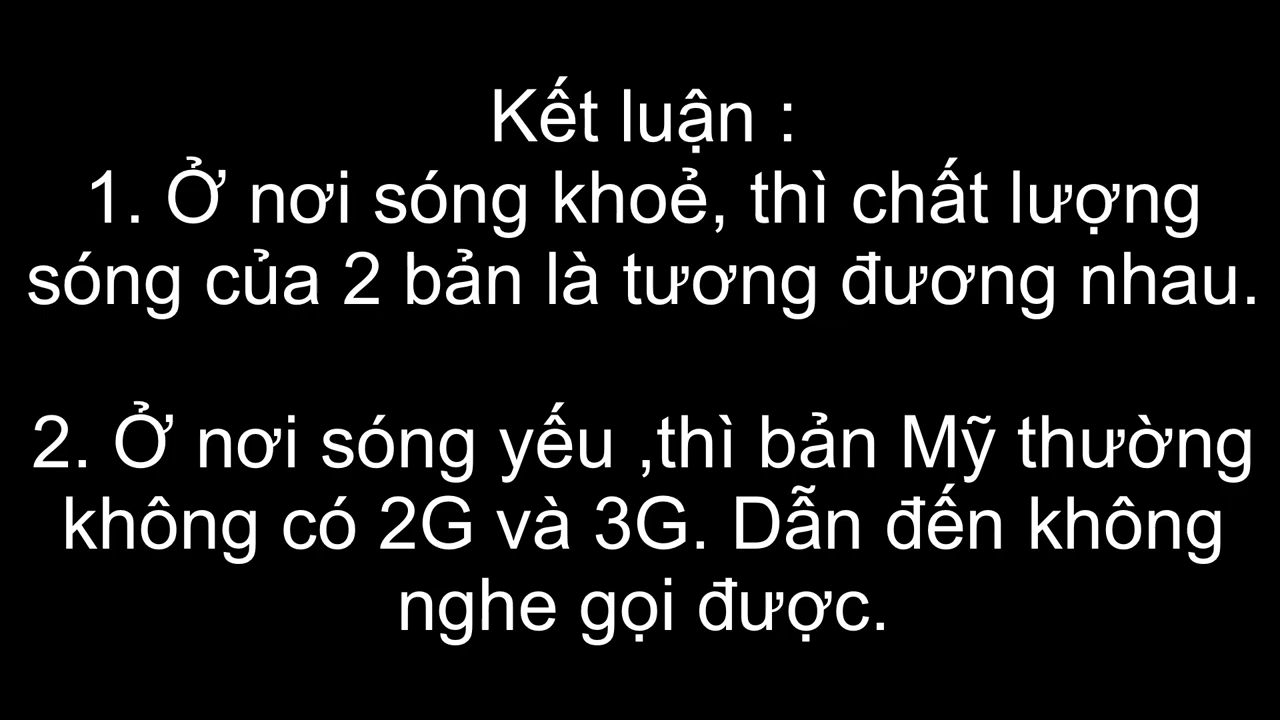 Kết luận :
1. Ở nơi sóng khoẻ, thì chất lượng
sóng của 2 bản là tương đương nhau.
2. Ở nơi sóng yếu ,thì bản Mỹ thường
không có 2G và 3G. Dẫn đến không
nghe gọi được.